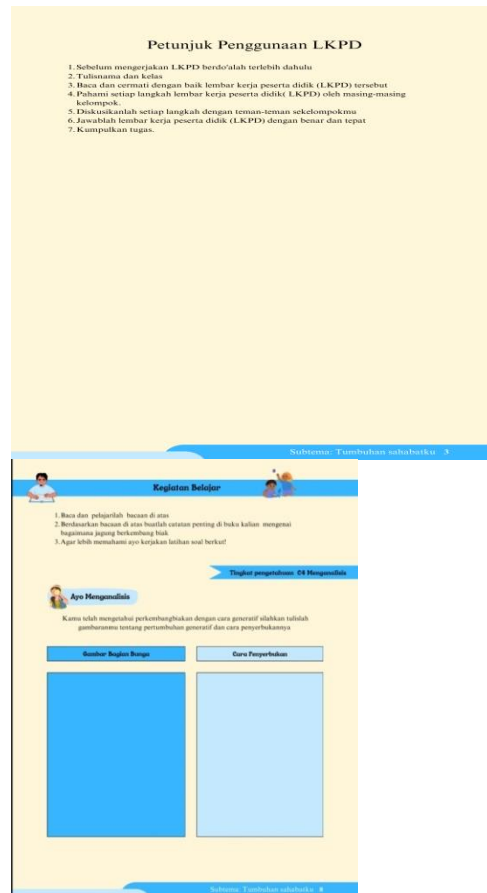 Petunjuk Penggunaan LKPD
1. Sebelum mengerjakan LKPD berdo'alah terlebih dahulu
2. Tulisnama dan kelas
3. Baca dan cermati dengan baik lembar kerja peserta didik (LKPD) tersebut
4. Pahami setiap langkah lembar kerja peserta didik( LKPD) oleh masing-masing
kelompok.
5. Diskusikanlah setiap langkah dengan teman-teman sekelompokmu
6. Jawablah lembar kerja peserta didik (LKPD) dengan benar dan tepat
7. Kumpulkan tugas.
Subtema: Tumbuhan sahabatku 3
Kegiatan Belajar
1. Baca dan pelajarilah bacaan di atas
2. Berdasarkan bacaan di atas buatlah catatan penting di buku kalian mengenai
bagaimana jagung berkembang biak
3. Agar lebih memahami ayo kerjakan latihan soal berkut!
Tingkat pengetahuan C4 Menganalisis
Ayo Menganalisis
Kamu telah mengetahui perkembangbiakan dengan cara generatif silahkan tulislah
gambaranmu tentang pertumbuhan generatif dan cara penyerbukannya
Gambar Bagian Bunga
Cara Penyerbukan
Subtema: Tumbuhan sahabatku 8